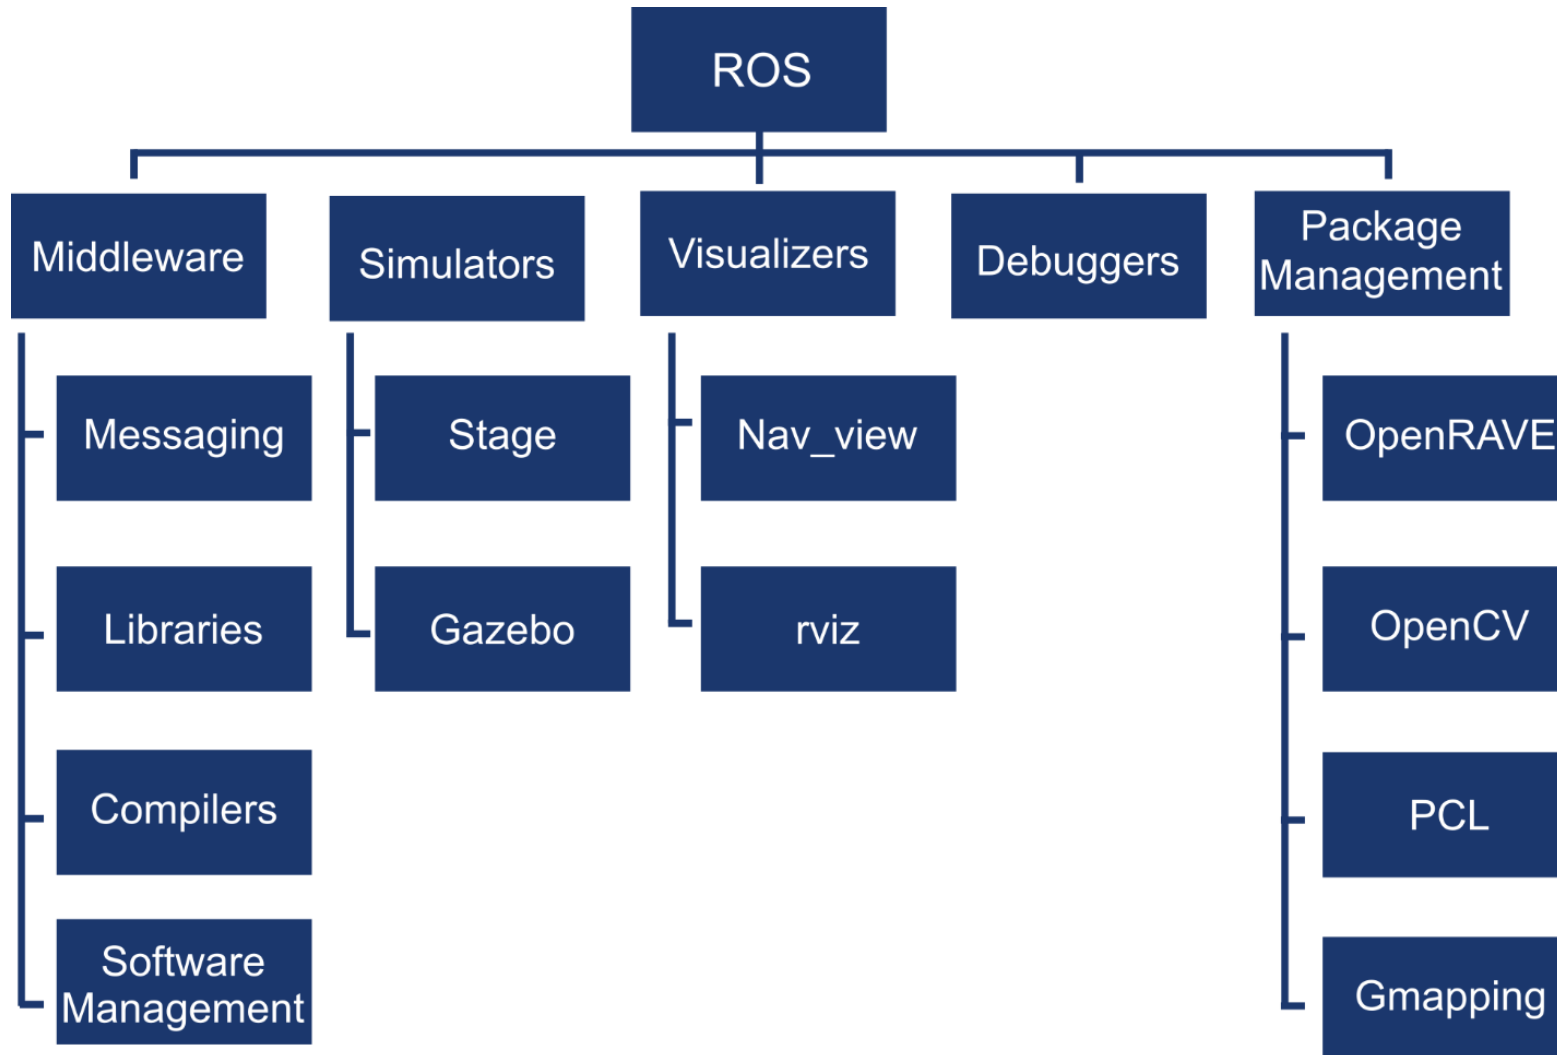 ROS
Middleware
Simulators
Visualizers
Debuggers
Package
Management
Messaging
Stage
Nav_view
OpenRAVE
Libraries
Gazebo
rviz
OpenCV
Compilers
PCL
Software
Management
Gmapping